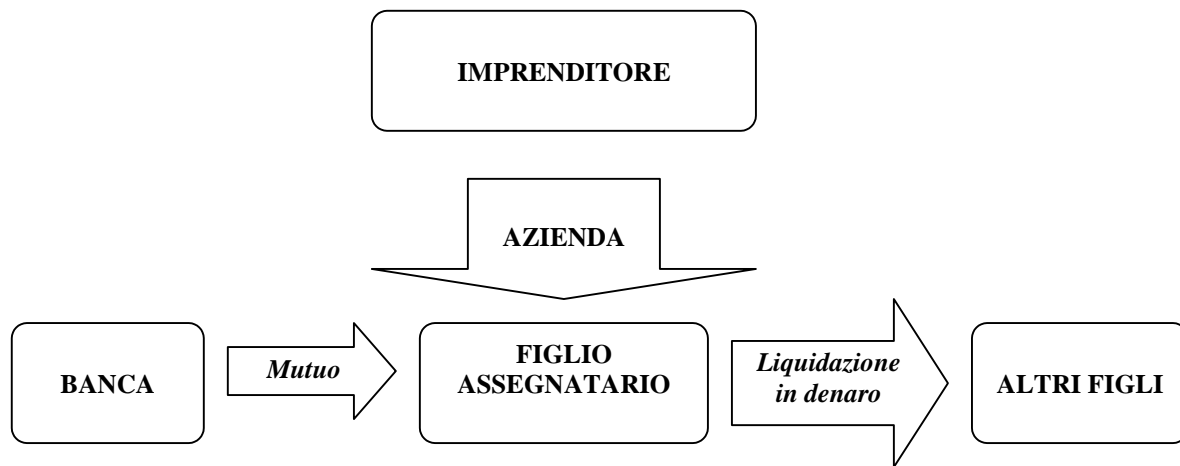 IMPRENDITORE
AZIENDA
BANCA
Mutuo
FIGLIO
ASSEGNATARIO
Liquidazione
in denaro
ALTRI FIGLI